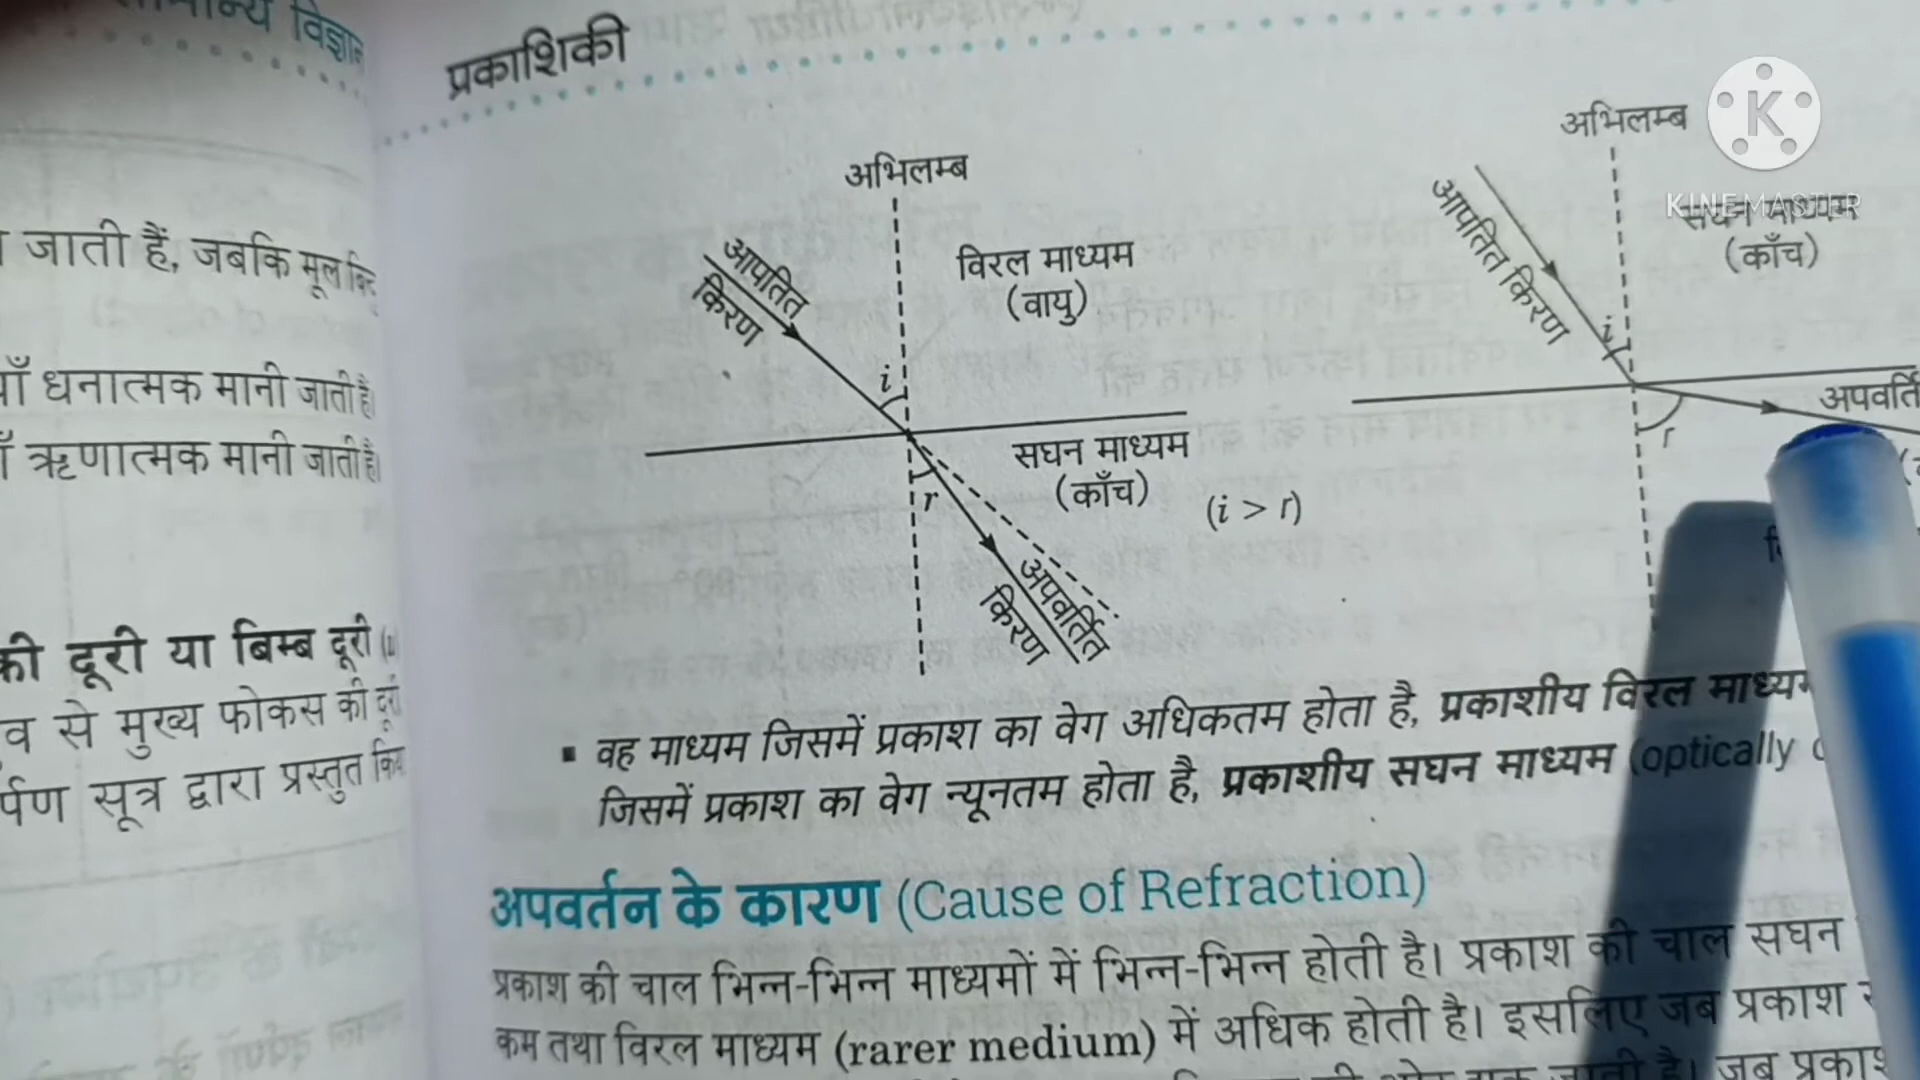 विज्ञान
जाती हैं, जबकि मूल
धनात्मक मानी जाती है।
ऋणात्मक मानी जाती है।
की दूरी या बिम्ब दूरी
व से मुख्य फोकस की
सूत्र द्वारा प्रस्तुत
प्रकाशिकी
अभिलम्ब
आपतित
किरण
विरल माध्यम
(वायु)
i
सघन माध्यम
(काँच)
(i > r)
r
अपवर्तित
किरण
अभिलम्ब
KINEMASTER
सघन माध्यम
(काँच)
आपतित किरण
i
r
▪ वह माध्यम जिसमें प्रकाश का वेग अधिकतम होता है, प्रकाशीय विरल
जिसमें प्रकाश का वेग न्यूनतम होता है, प्रकाशीय सघन माध्यम (optically
अपवर्तन के कारण (Cause of Refraction)
प्रकाश की चाल भिन्न-भिन्न माध्यमों में भिन्न-भिन्न होती है। प्रकाश की चाल सघन
कम तथा विरल माध्यम (rarer medium) में अधिक होती है। इसलिए जब प्रकाश